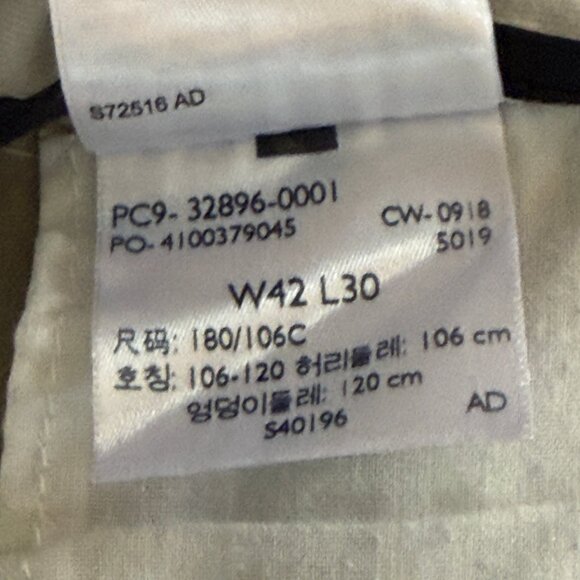 S72516 AD
PC9- 32896-0001
PO- 4100379045
CW- 0918
5019
W42 L30
尺码: 180/106C
호칭: 106-120 허리둘레: 106 cm
엉덩이둘레: 120 cm
S40196
AD